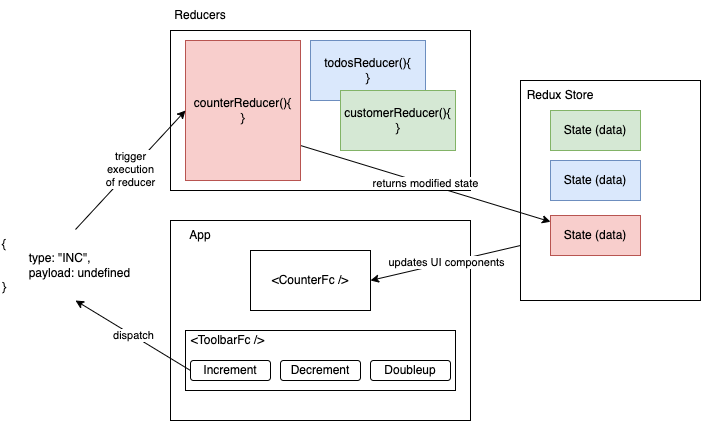 Reducers
counterReducer(){
}
todosReducer(){
}
customerReducer(){
}
Redux Store
State (data)
State (data)
State (data)
trigger
execution
of reducer
returns modified state
{
type: "INC",
payload: undefined
}
App
<CounterFc />
updates UI components
dispatch
<ToolbarFc />
Increment
Decrement
Doubleup